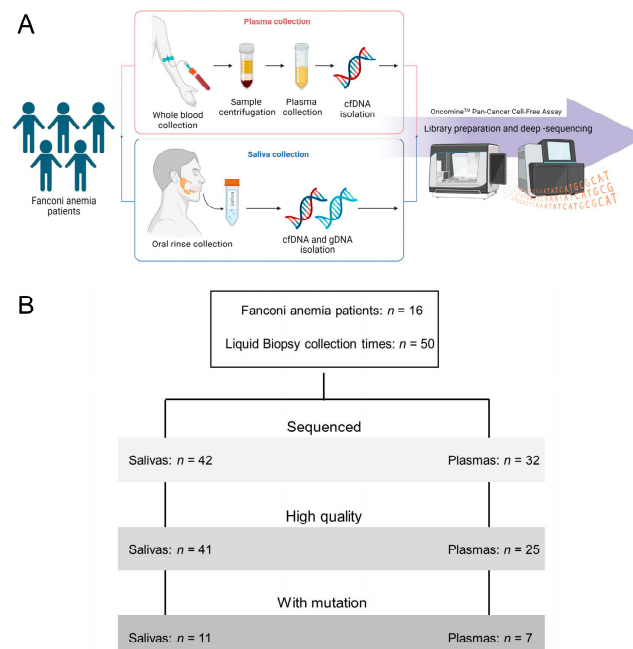 A
Plasma collection
Whole blood
collection
Sample
centrifugation
Plasma
collection
cfDNA
isolation
Fanconi anemia
patients
Saliva collection
Saliva
Oral rinse collection
cfDNA and gDNA
isolation
Oncomine™ Pan-Cancer Cell-Free Assay
Library preparation and deep -sequencing
B
Fanconi anemia patients: n = 16
Liquid Biopsy collection times: n = 50
Sequenced
Salivas: n = 42
Plasmas: n = 32
High quality
Salivas: n = 41
Plasmas: n = 25
With mutation
Salivas: n = 11
Plasmas: n = 7